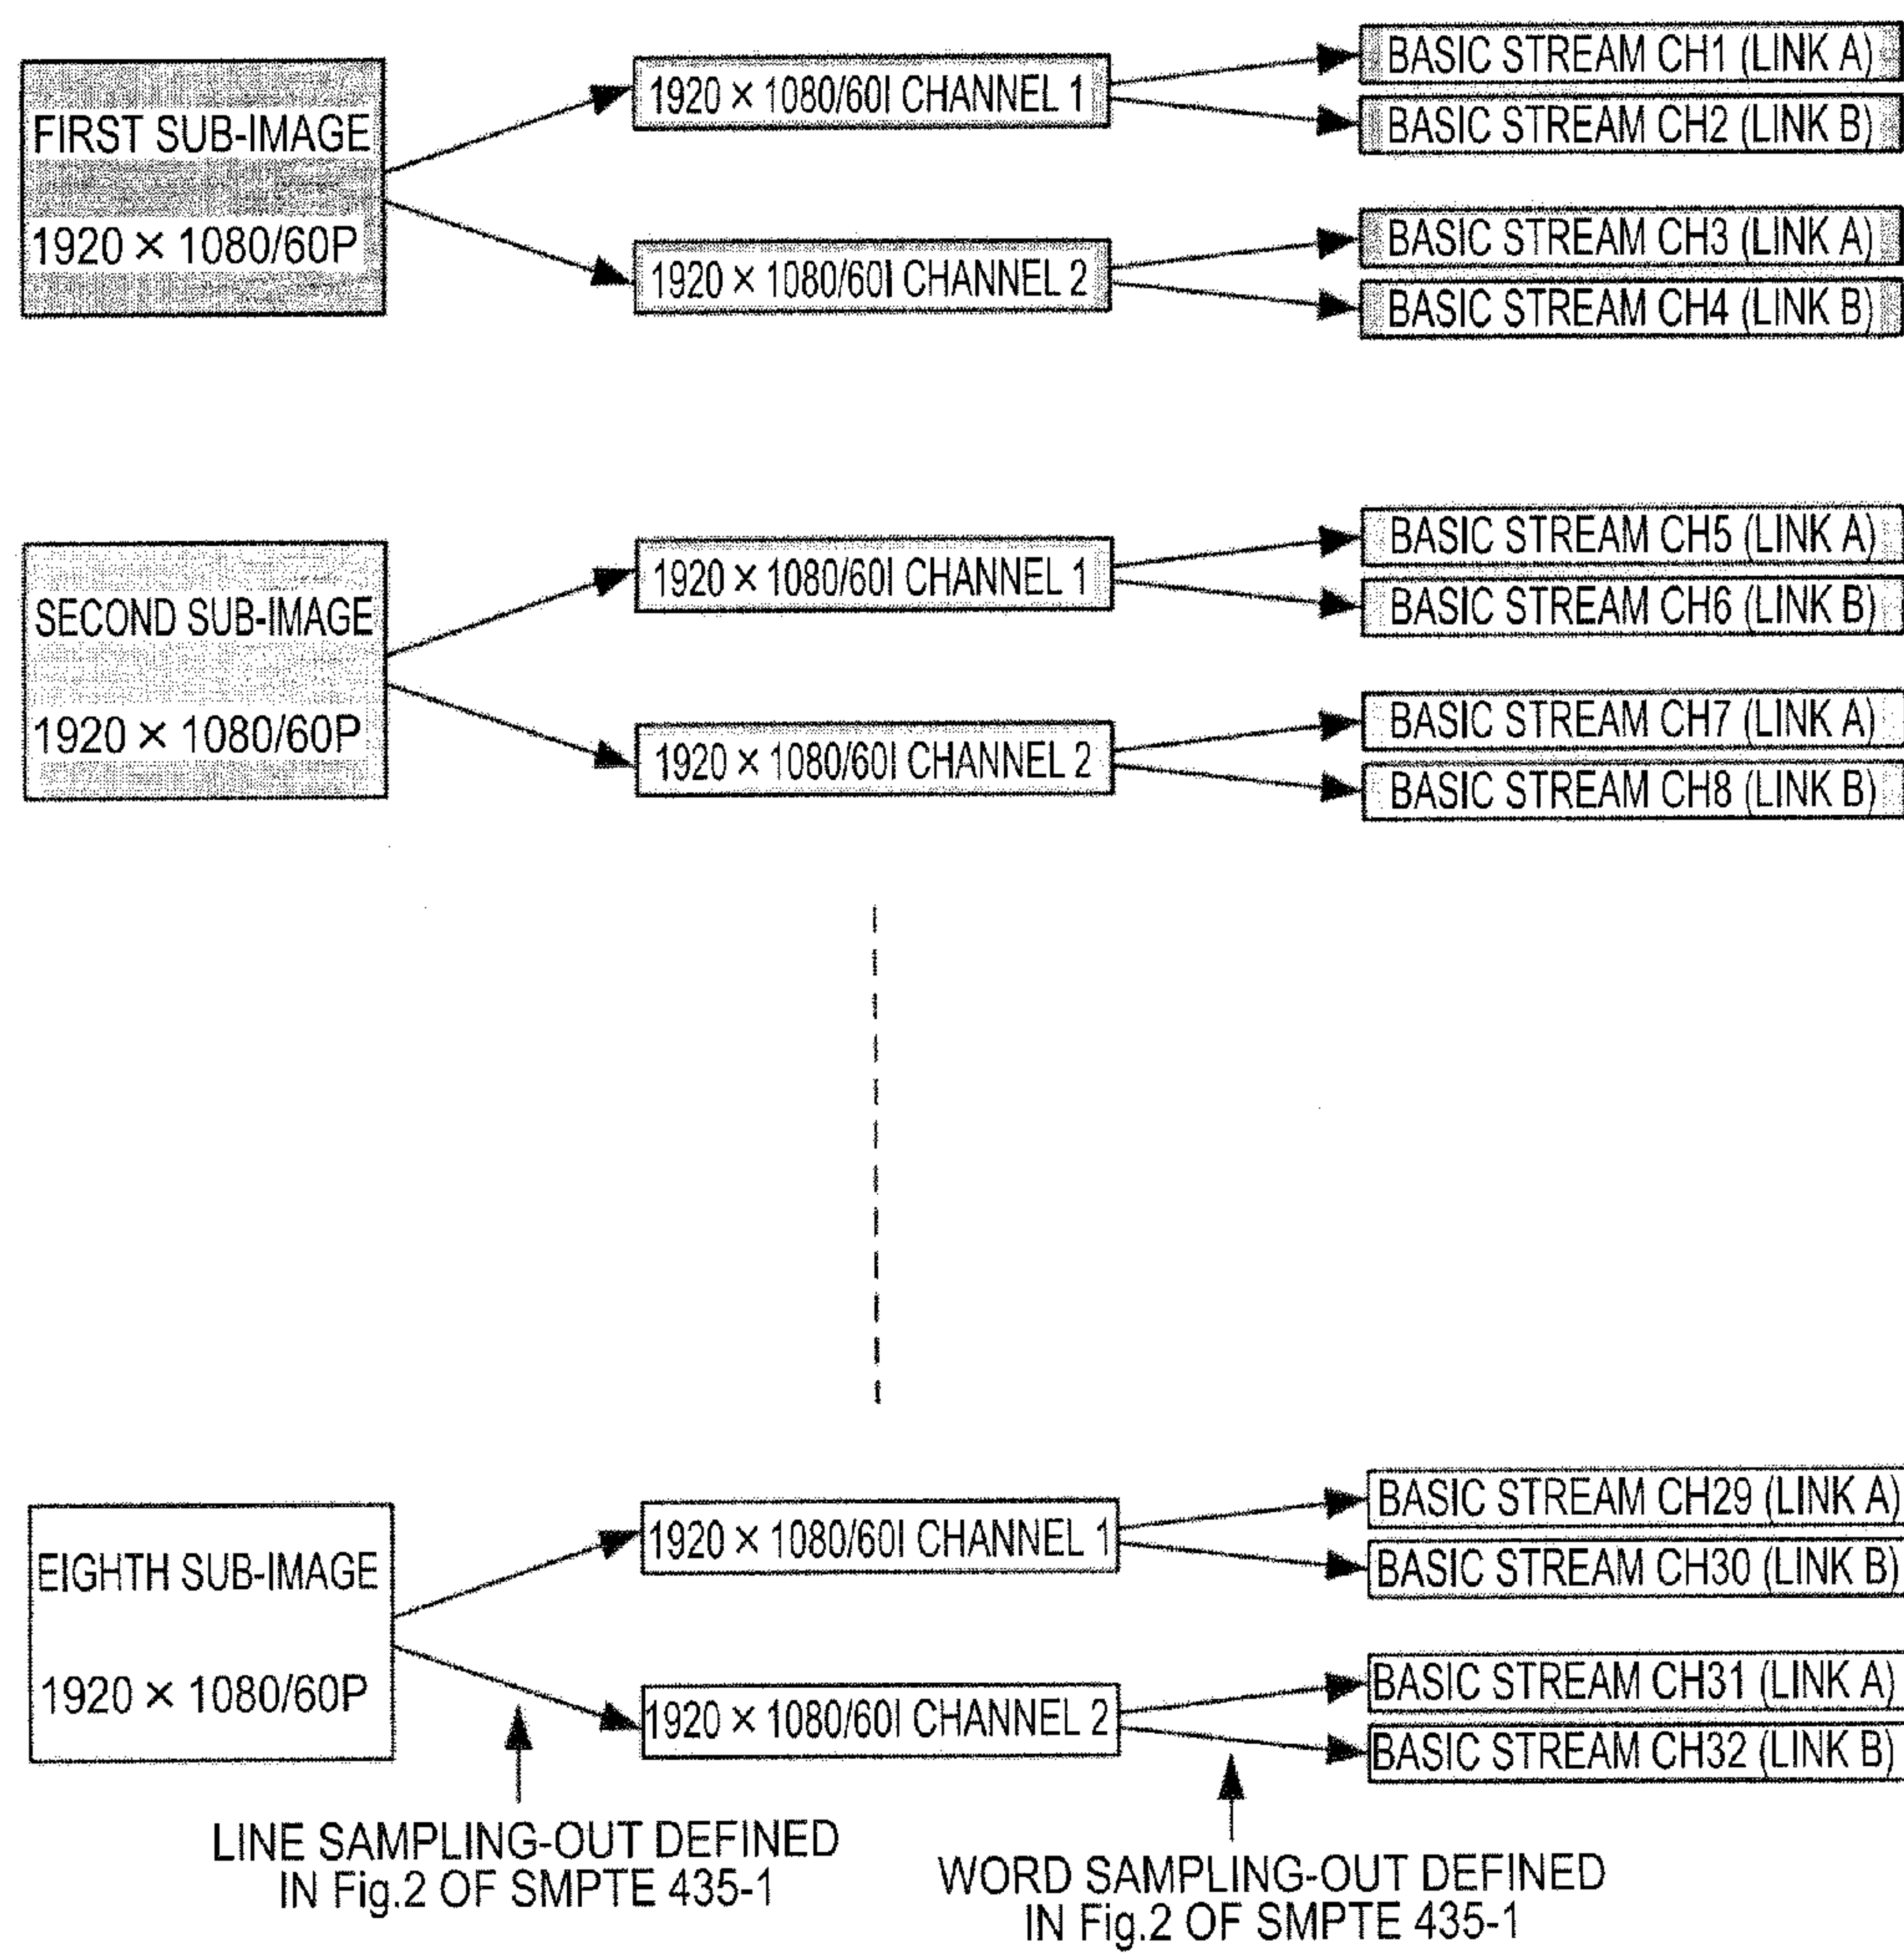 FIRST SUB-IMAGE
1920 × 1080/60P
1920 × 1080/60I CHANNEL 1
1920 × 1080/60I CHANNEL 2
BASIC STREAM CH1 (LINK A)
BASIC STREAM CH2 (LINK B)
BASIC STREAM CH3 (LINK A)
BASIC STREAM CH4 (LINK B)
SECOND SUB-IMAGE
1920 × 1080/60P
1920 × 1080/60I CHANNEL 1
1920 × 1080/60I CHANNEL 2
BASIC STREAM CH5 (LINK A)
BASIC STREAM CH6 (LINK B)
BASIC STREAM CH7 (LINK A)
BASIC STREAM CH8 (LINK B)
EIGHTH SUB-IMAGE
1920 × 1080/60P
1920 × 1080/60I CHANNEL 1
1920 × 1080/60I CHANNEL 2
BASIC STREAM CH29 (LINK A)
BASIC STREAM CH30 (LINK B)
BASIC STREAM CH31 (LINK A)
BASIC STREAM CH32 (LINK B)
LINE SAMPLING-OUT DEFINED
IN Fig.2 OF SMPTE 435-1
WORD SAMPLING-OUT DEFINED
IN Fig.2 OF SMPTE 435-1